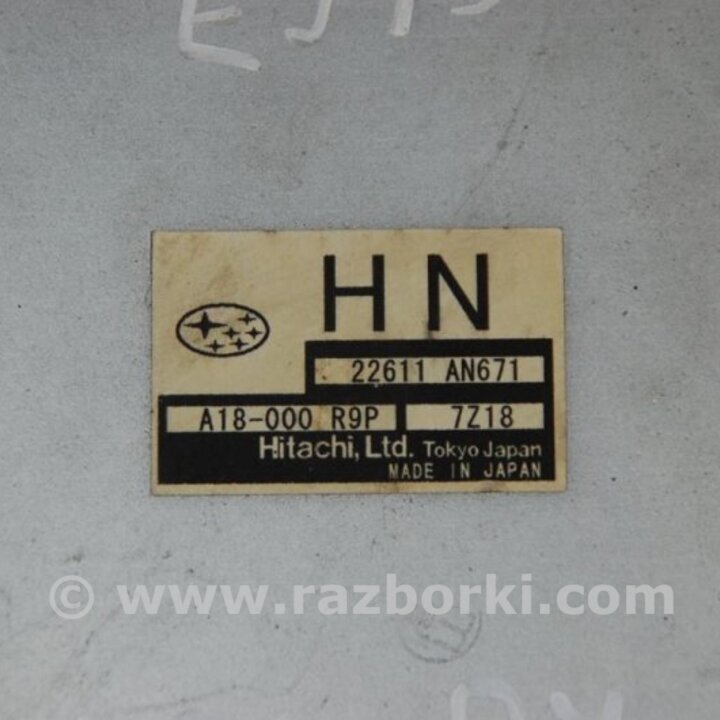 HN
22611 AN671
A18-000 R9P 7Z18
Hitachi, Ltd. Tokyo Japan
MADE IN JAPAN
© www.razborki.com